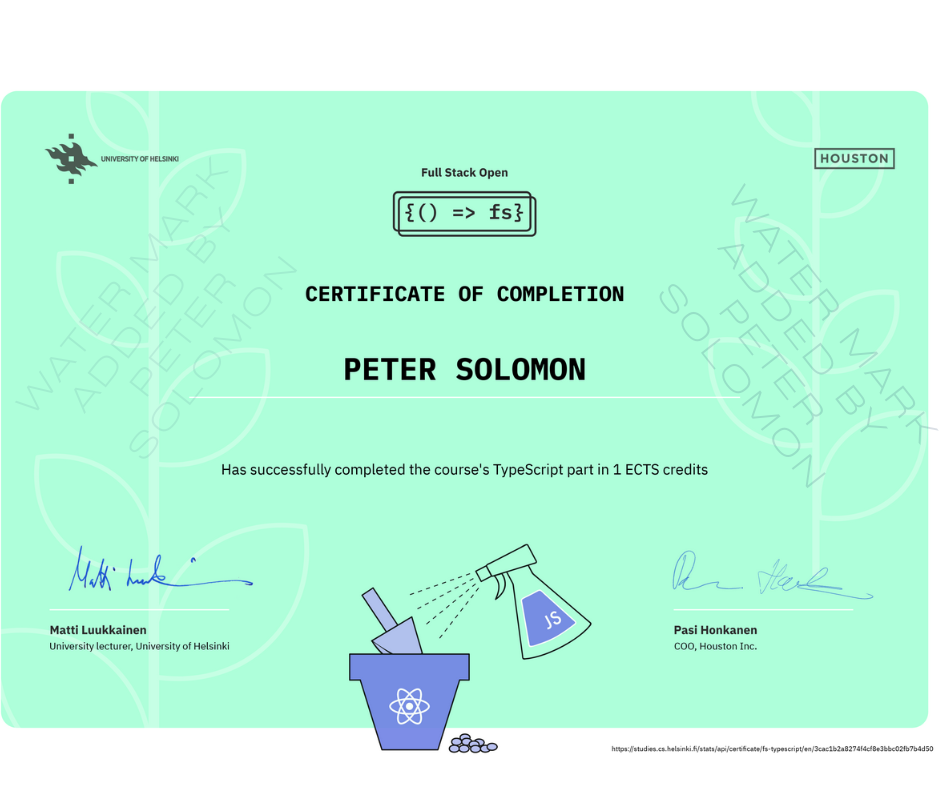 UNIVERSITY OF HELSINKI
HOUSTON
Full Stack Open
{() => fs}
CERTIFICATE OF COMPLETION
PETER SOLOMON
WATER MARK
ADDED BY
PETER
SOLOMON
WATER MARK
ADDED BY
PETER
SOLOMON
Has successfully completed the course's TypeScript part in 1 ECTS credits
JS
Matti Luukkainen
University lecturer, University of Helsinki
Pasi Honkanen
COO, Houston Inc.
https://studies.cs.helsinki.fi/stats/api/certificate/fs-typescript/en/3cac1b2a8274f4cf8e3bbc02fb7b4d50